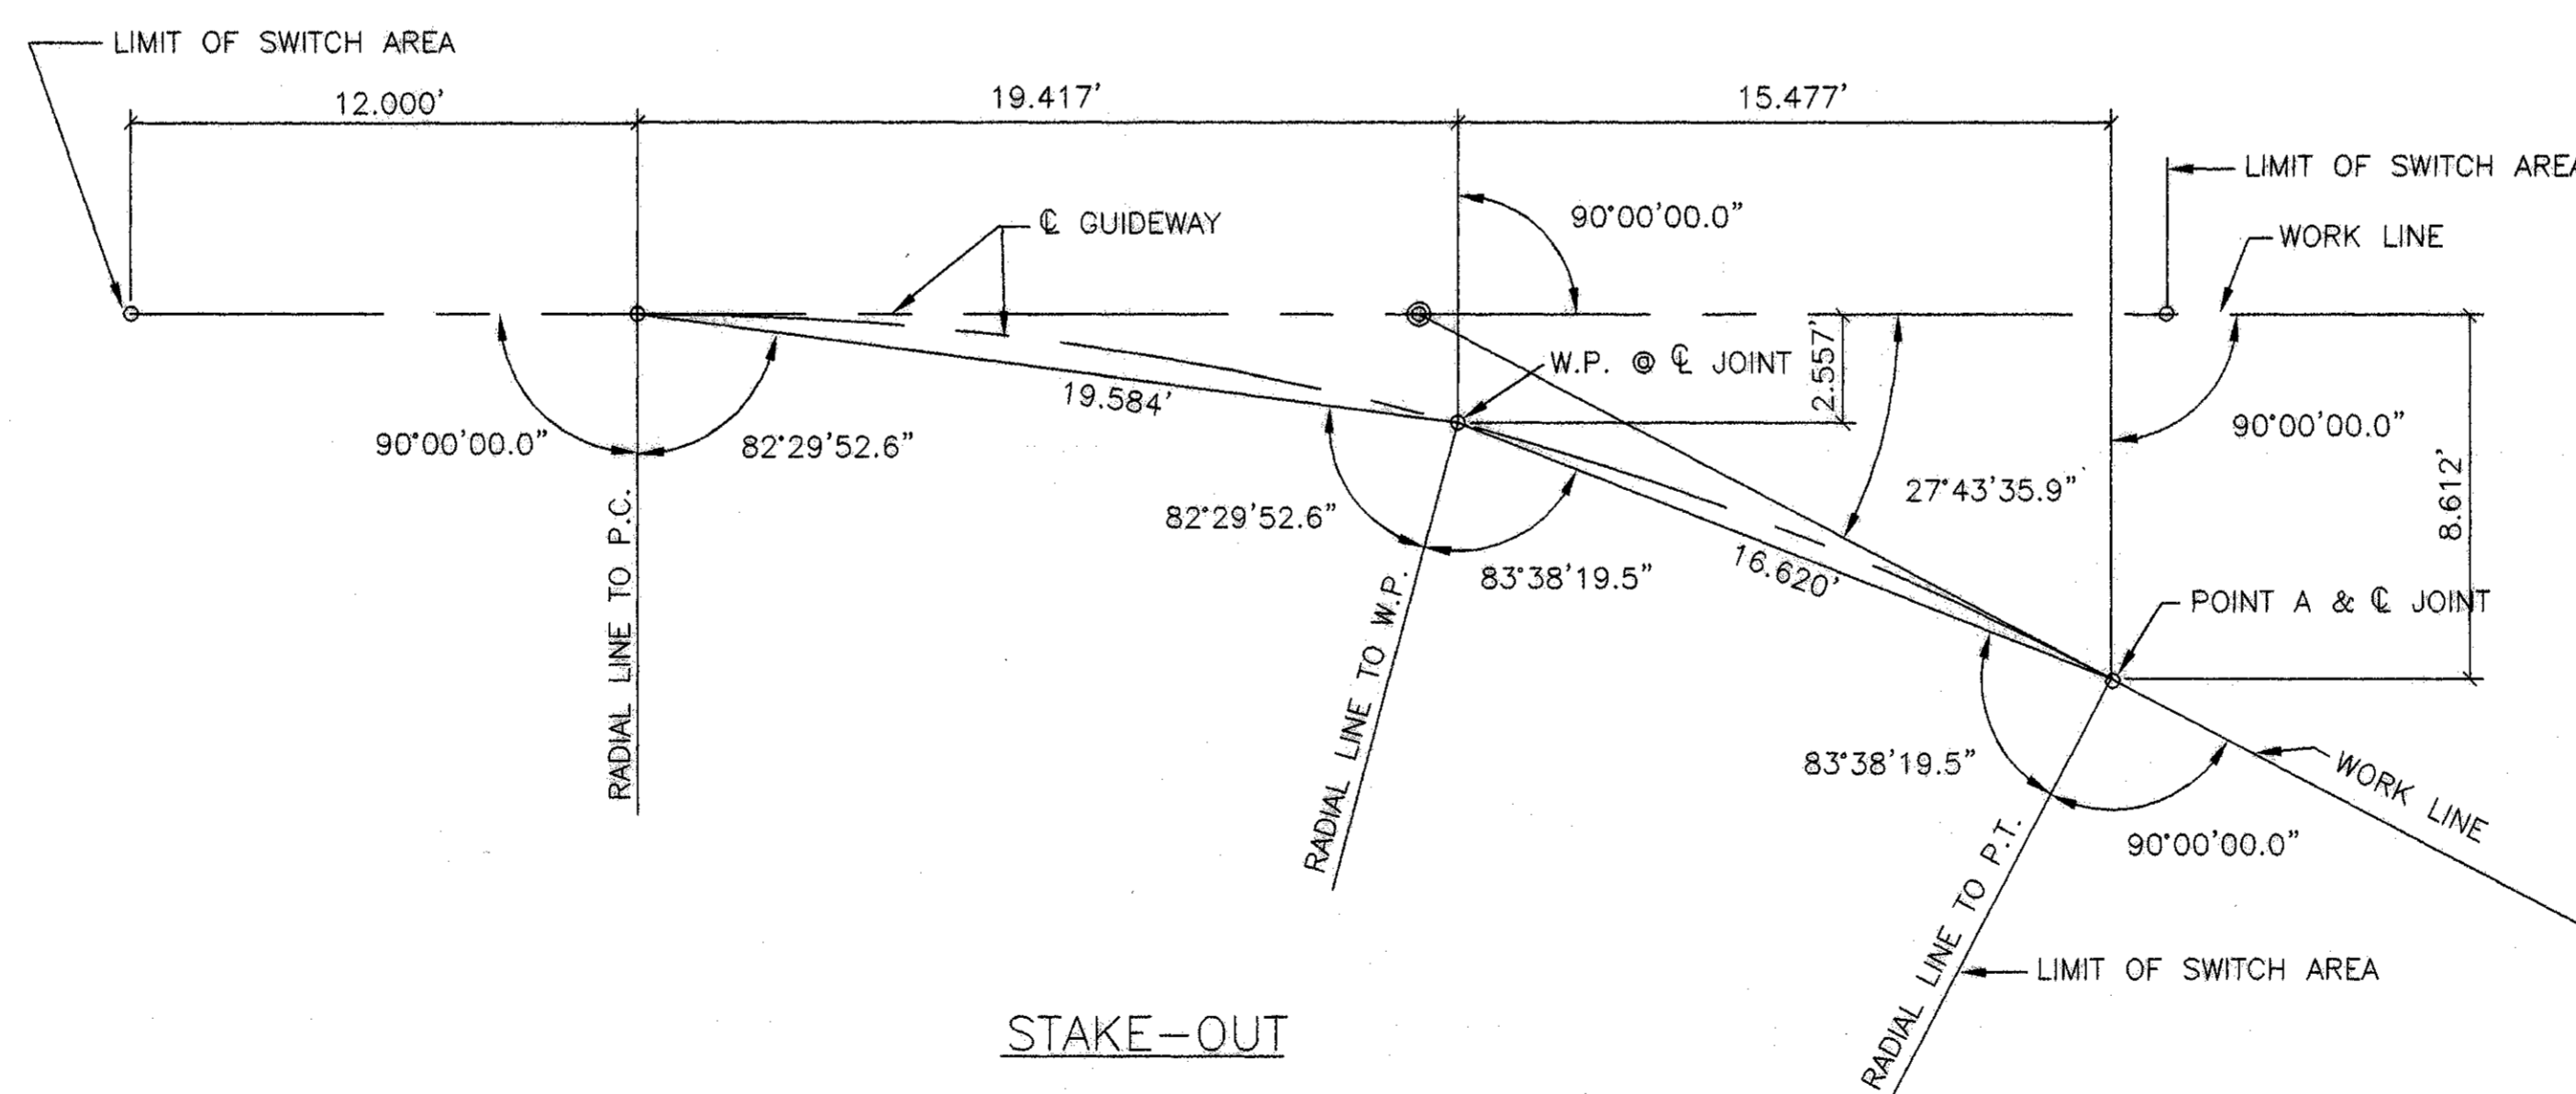 LIMIT OF SWITCH AREA
12.000'
19.417'
15.477'
LIMIT OF SWITCH AREA
90°00'00.0"
℄ GUIDEWAY
WORK LINE
W.P. @ ℄ JOINT
2.557'
19.584'
90°00'00.0"
82°29'52.6"
90°00'00.0"
27°43'35.9"
8.612'
82°29'52.6"
83°38'19.5"
16.620'
POINT A & ℄ JOINT
RADIAL LINE TO P.C.
RADIAL LINE TO W.P.
83°38'19.5"
WORK LINE
90°00'00.0"
RADIAL LINE TO P.T.
LIMIT OF SWITCH AREA
STAKE-OUT